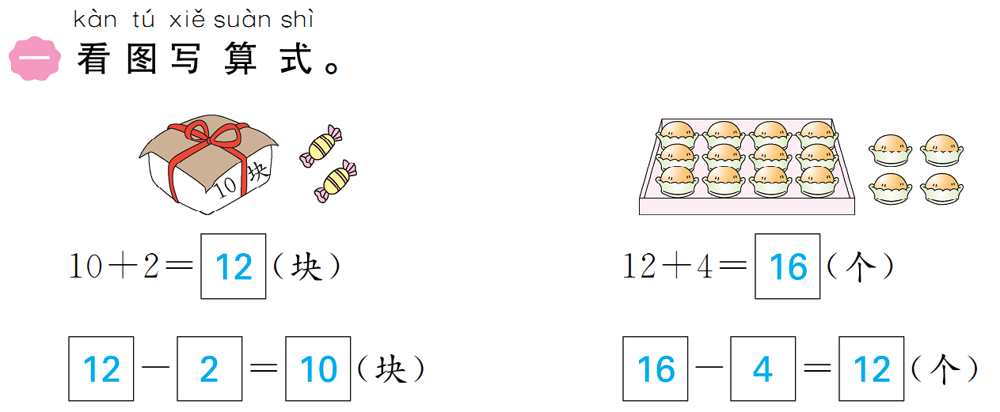 kàn tú xiě suàn shì
一 看图写算式。
10块
10+2=12(块)
12+4=16(个)
12-2=10(块)
16-4=12(个)